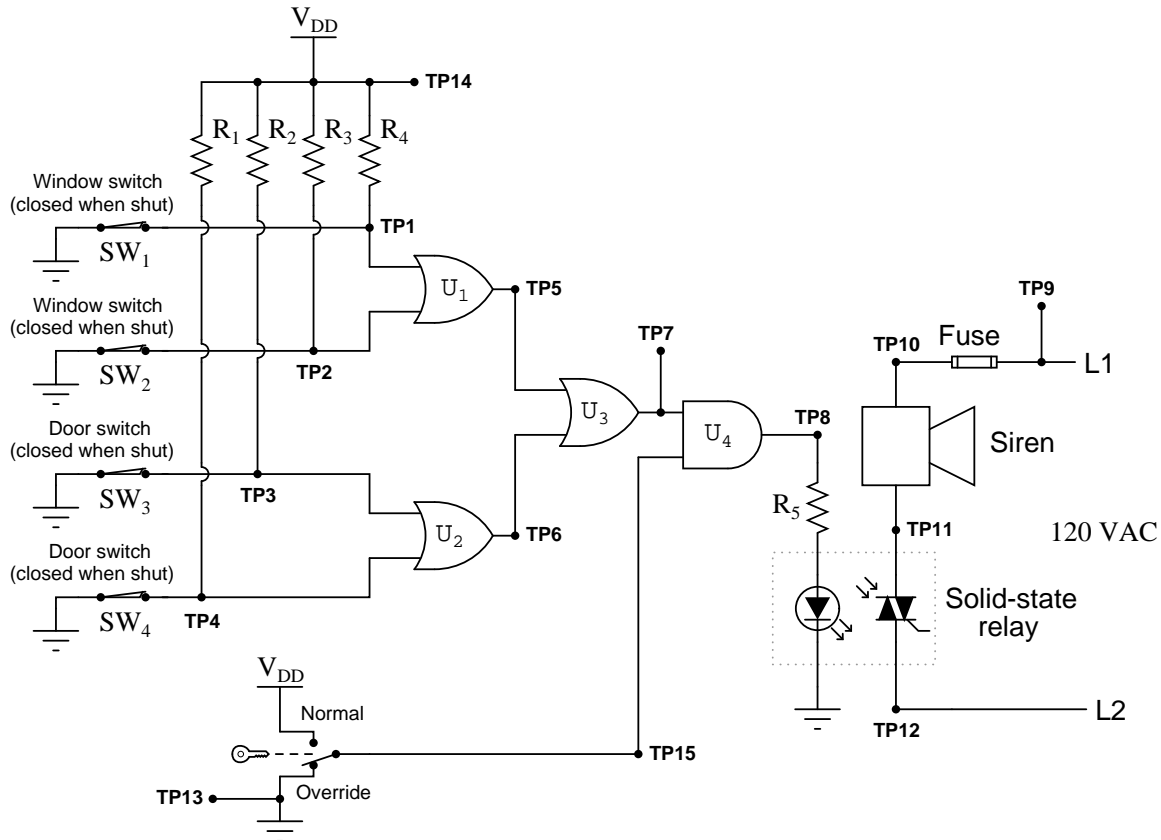 V_DD
TP14
R₁ R₂ R₃ R₄
Window switch
(closed when shut)
SW₁
TP1
U₁
TP5
Window switch
(closed when shut)
SW₂
TP2
TP7
U₃
TP8
U₄
TP9
TP10
Fuse
L1
Siren
Door switch
(closed when shut)
SW₃
TP3
U₂
TP6
R₅
TP11
120 VAC
Door switch
(closed when shut)
SW₄
TP4
Solid-state
relay
V_DD
Normal
TP15
TP12
L2
TP13
Override